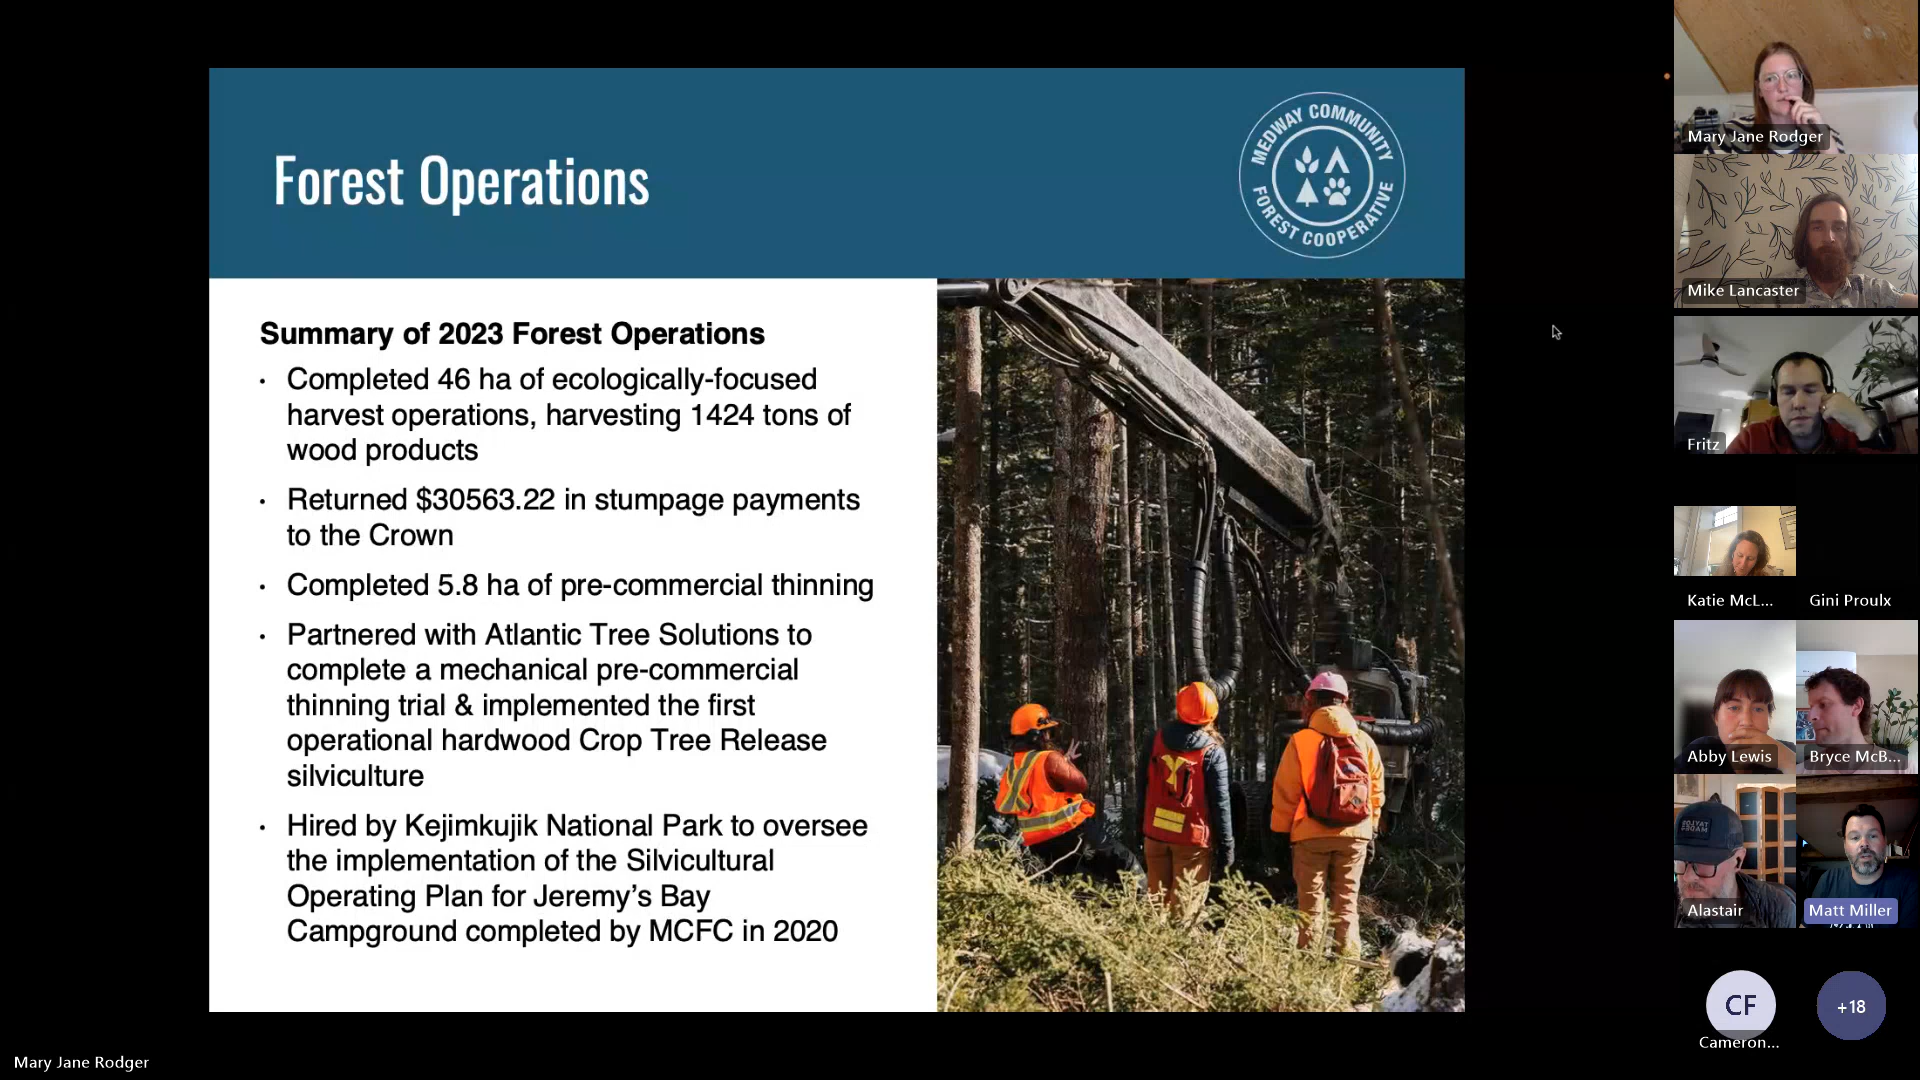 Forest Operations
MEDWAY COMMUNITY
FOREST COOPERATIVE
Summary of 2023 Forest Operations
• Completed 46 ha of ecologically-focused
harvest operations, harvesting 1424 tons of
wood products
• Returned $30563.22 in stumpage payments
to the Crown
• Completed 5.8 ha of pre-commercial thinning
• Partnered with Atlantic Tree Solutions to
complete a mechanical pre-commercial
thinning trial & implemented the first
operational hardwood Crop Tree Release
silviculture
• Hired by Kejimkujik National Park to oversee
the implementation of the Silvicultural
Operating Plan for Jeremy's Bay
Campground completed by MCFC in 2020
Mary Jane Rodger
Mike Lancaster
Fritz
Katie McL...
Gini Proulx
Abby Lewis
Bryce McB...
Alastair
Matt Miller
CF
Cameron...
+18
Mary Jane Rodger